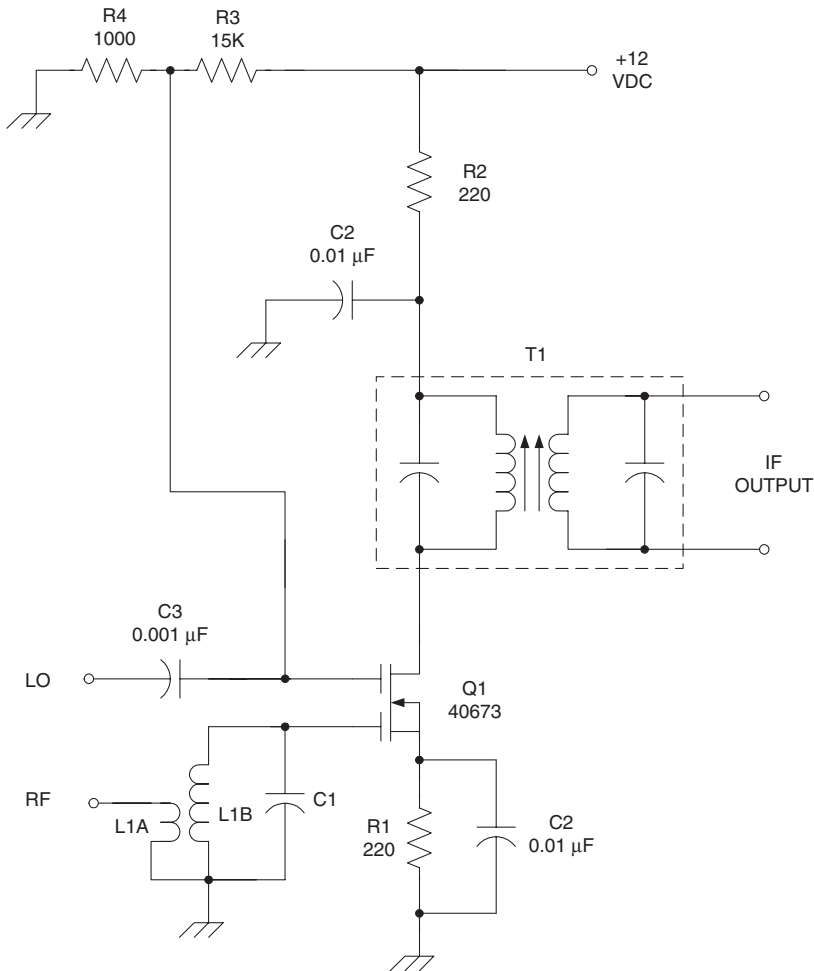 R4
1000
R3
15K
+12
VDC
R2
220
C2
0.01 μF
T1
IF
OUTPUT
C3
0.001 μF
LO
Q1
40673
RF
L1A
L1B
C1
R1
220
C2
0.01 μF